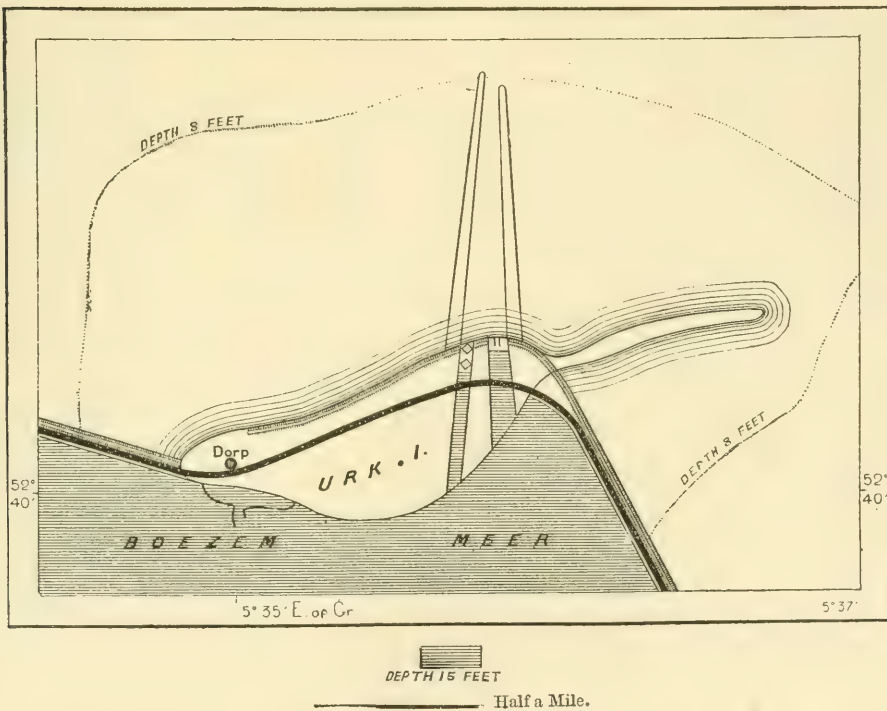 DEPTH 8 FEET
Dorp
URK . I.
DEPTH 8 FEET
52°
40'
52°
40'
BOEZEM MEER
5° 35' E. of Gr
5° 37'
DEPTH 15 FEET
Half a Mile.